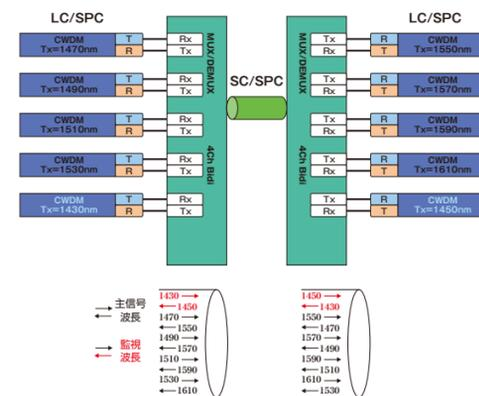 LC/SPC
LC/SPC
CWDM
Tx=1470nm
T
R
Rx
Tx
CWDM
Tx=1490nm
T
R
Rx
Tx
CWDM
Tx=1510nm
T
R
Rx
Tx
CWDM
Tx=1530nm
T
R
Rx
Tx
CWDM
Tx=1430nm
T
R
Rx
Tx
MUX/DEMUX
4Ch Bidi
SC/SPC
MUX/DEMUX
4Ch Bidi
Tx
Rx
R
T
CWDM
Tx=1550nm
Tx
Rx
R
T
CWDM
Tx=1570nm
Tx
Rx
R
T
CWDM
Tx=1590nm
Tx
Rx
R
T
CWDM
Tx=1610nm
Tx
Rx
R
T
CWDM
Tx=1450nm
→ 主信号
← 波長
→ 監視
← 波長
1430 →
← 1450
1470 →
← 1550
1490 →
← 1570
1510 →
← 1590
1530 →
← 1610
1450 →
← 1430
1550 →
← 1470
1570 →
← 1490
1590 →
← 1510
1610 →
← 1530